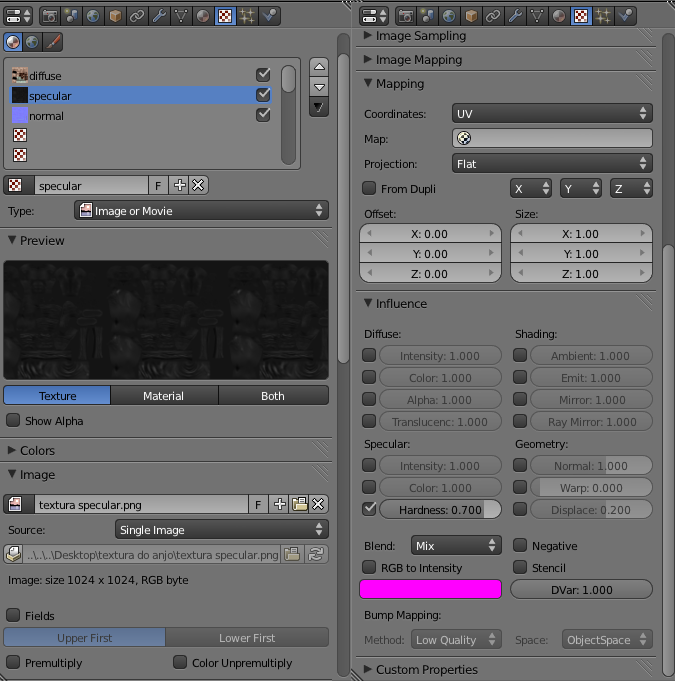 diffuse
specular
normal
specular
F
Type:
Image or Movie
Preview
Texture
Material
Both
Show Alpha
Colors
Image
textura specular.png
F
Source:
Single Image
..\..\..\Desktop\textura do anjo\textura specular.png
Image: size 1024 x 1024, RGB byte
Fields
Upper First
Lower First
Premultiply
Color Unpremultiply
Image Sampling
Image Mapping
Mapping
Coordinates:
UV
Map:
Projection:
Flat
From Dupli
X
Y
Z
Offset:
Size:
X: 0.00
X: 1.00
Y: 0.00
Y: 1.00
Z: 0.00
Z: 1.00
Influence
Diffuse:
Shading:
Intensity: 1.000
Ambient: 1.000
Color: 1.000
Emit: 1.000
Alpha: 1.000
Mirror: 1.000
Translucenc: 1.000
Ray Mirror: 1.000
Specular:
Geometry:
Intensity: 1.000
Normal: 1.000
Color: 1.000
Warp: 0.000
Hardness: 0.700
Displace: 0.200
Blend:
Mix
Negative
RGB to Intensity
Stencil
DVar: 1.000
Bump Mapping:
Method:
Low Quality
Space:
ObjectSpace
Custom Properties